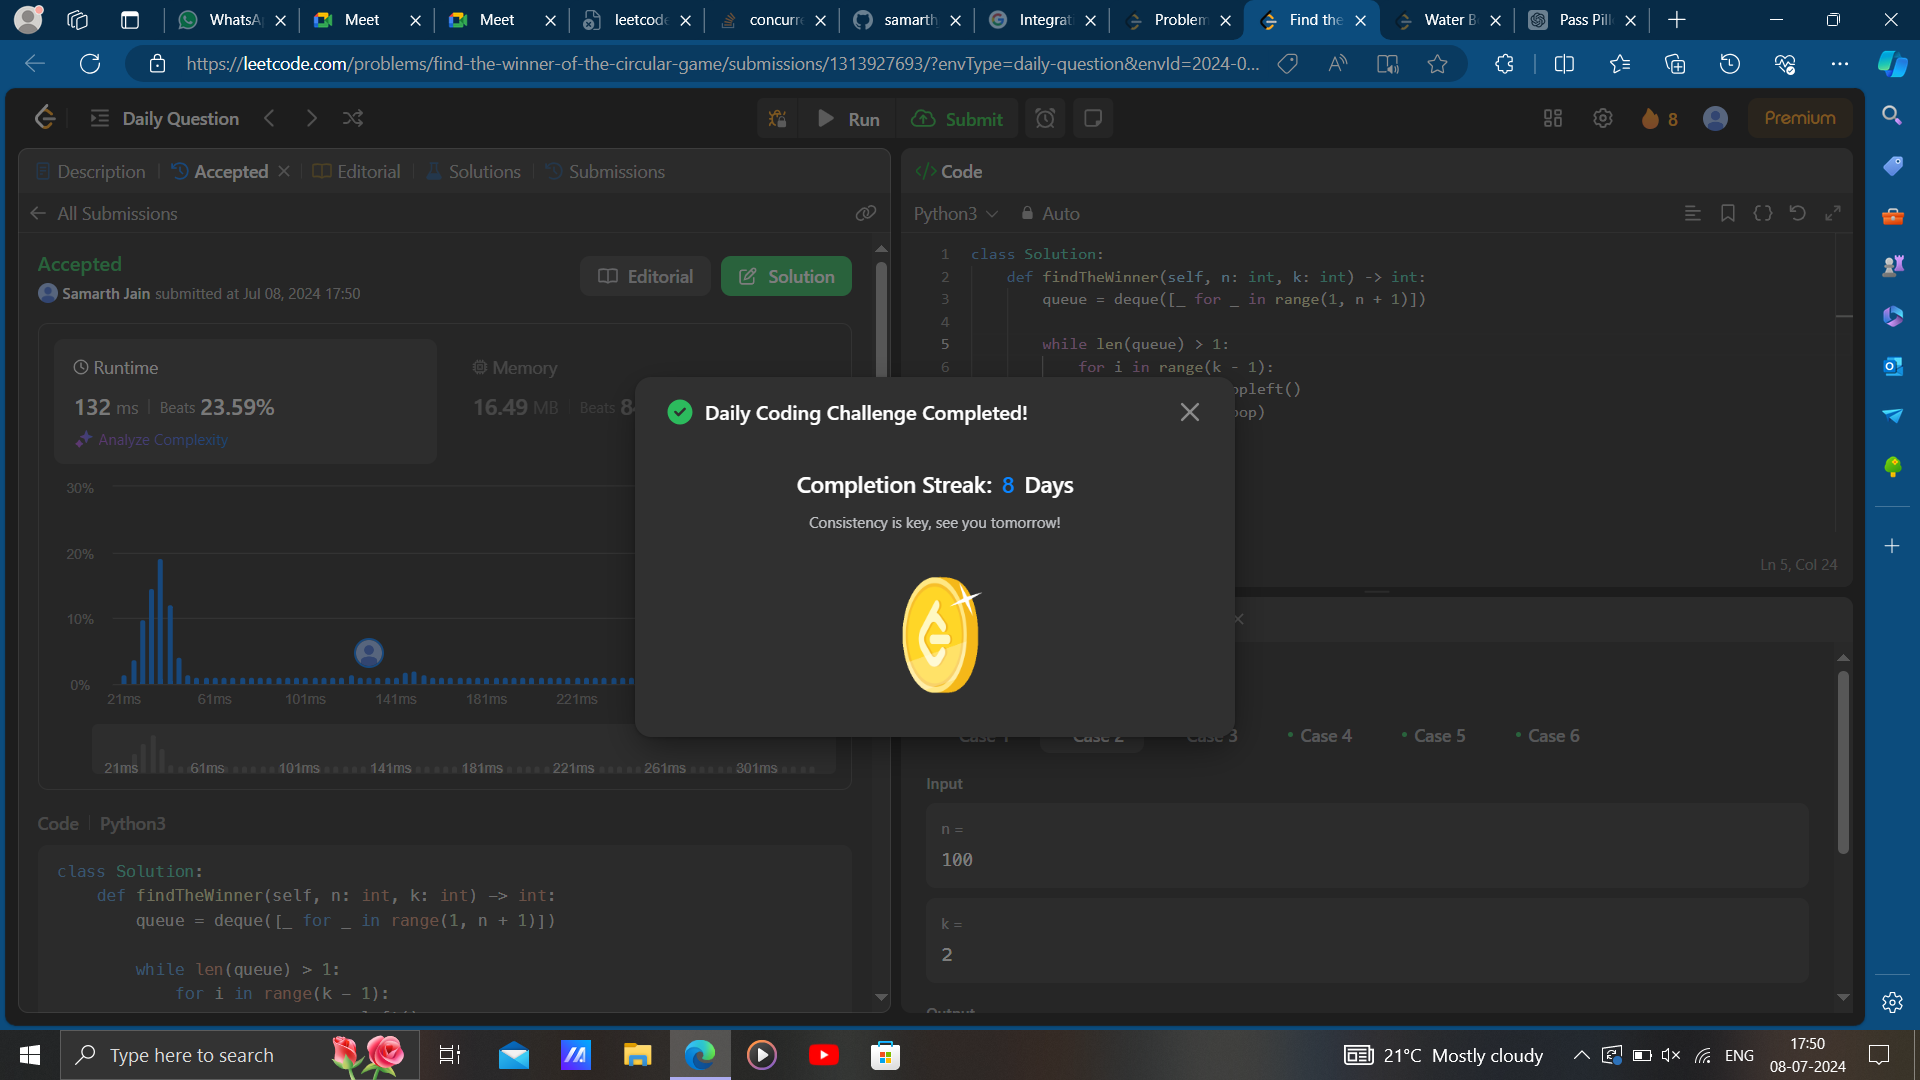 WhatsA
Meet
Meet
leetcode
concurre
samarth
Integrat
Problem
Find the
Water B
Pass Pill
https://leetcode.com/problems/find-the-winner-of-the-circular-game/submissions/1313927693/?envType=daily-question&envId=2024-0...
Daily Question
Run
Submit
8
Premium
Description
Accepted
Editorial
Solutions
Submissions
All Submissions
Accepted
Samarth Jain submitted at Jul 08, 2024 17:50
Editorial
Solution
Runtime
132 ms | Beats 23.59%
Analyze Complexity
Memory
16.49 MB | Beats 8
30%
20%
10%
0%
21ms 61ms 101ms 141ms 181ms 221ms
21ms 61ms 101ms 141ms 181ms 221ms 261ms 301ms
Code | Python3
class Solution:
def findTheWinner(self, n: int, k: int) -> int:
queue = deque([_ for _ in range(1, n + 1)])
while len(queue) > 1:
for i in range(k - 1):
Daily Coding Challenge Completed!
Completion Streak: 8 Days
Consistency is key, see you tomorrow!
</> Code
Python3
Auto
1 class Solution:
2 def findTheWinner(self, n: int, k: int) -> int:
3 queue = deque([_ for _ in range(1, n + 1)])
4
5 while len(queue) > 1:
6 for i in range(k - 1):
opleft()
op)
Ln 5, Col 24
Case 1 Case 2 Case 3 Case 4 Case 5 Case 6
Input
n =
100
k =
2
Output
Type here to search
21°C Mostly cloudy
ENG
17:50
08-07-2024